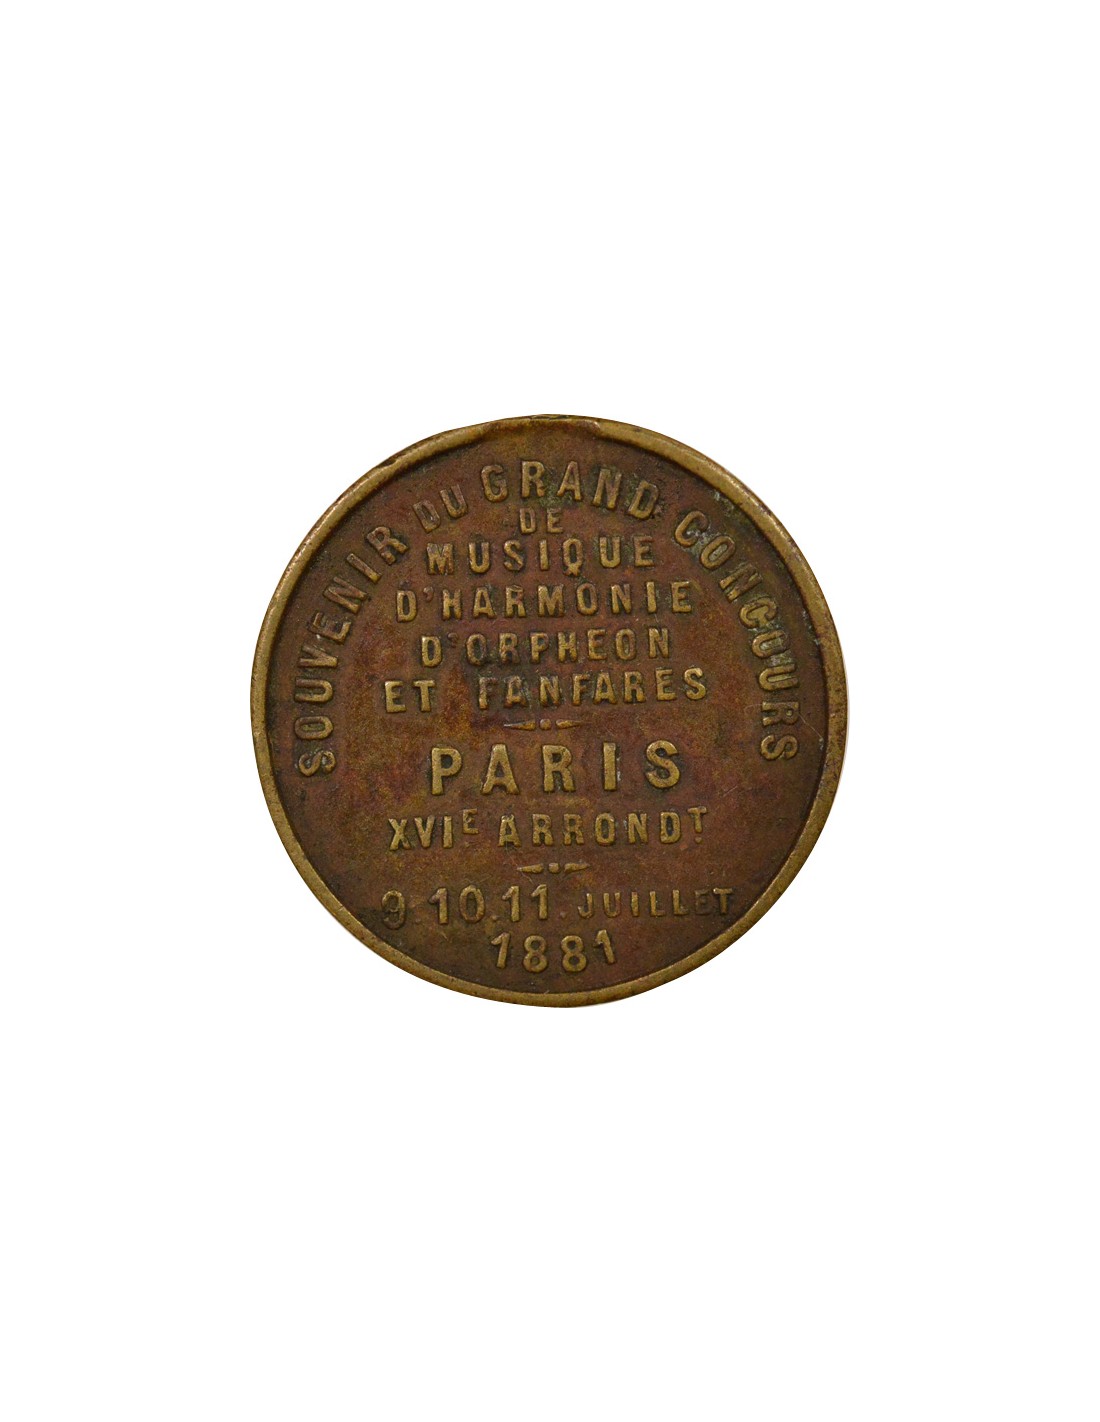 SOUVENIR DU GRAND CONCOURS
DE
MUSIQUE
D'HARMONIE
D'ORPHEON
ET FANFARES
PARIS
XVIE ARRONDT
9.10.11.JUILLET
1881